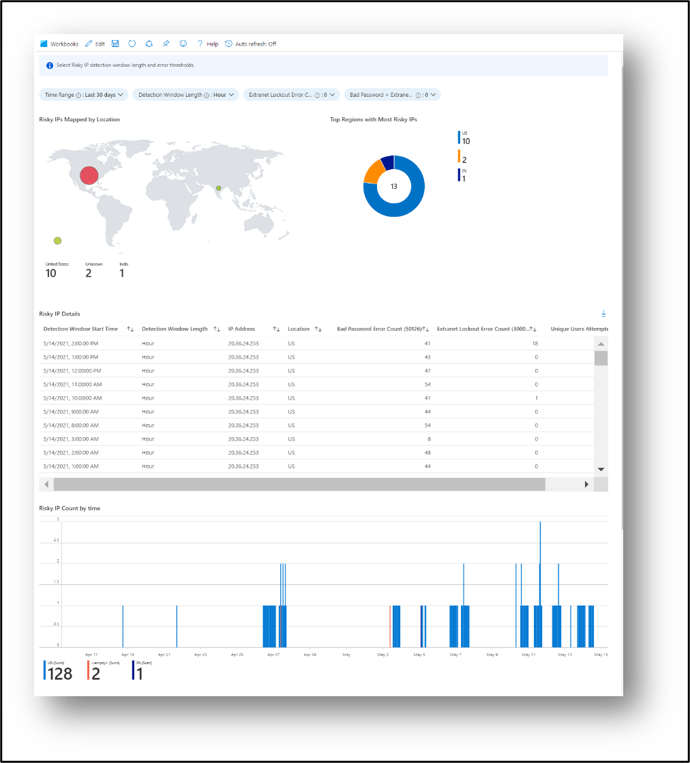 Workbooks Edit Help Auto refresh: Off
Select Risky IP detection window length and error thresholds.
Time Range : Last 30 days Detection Window Length : Hour Extranet Lockout Error C... : 0 Bad Password + Extrane... : 0
Risky IPs Mapped by Location
Top Regions with Most Risky IPs
US
10
2
IN
1
13
United States Unknown India
10 2 1
Risky IP Details
Detection Window Start Time Detection Window Length IP Address Location Bad Password Error Count (50126) Extranet Lockout Error Count (3000... Unique Users Attempte
5/14/2021, 2:00:00 PM Hour 20.36.24.253 US 41 18
5/14/2021, 1:00:00 PM Hour 20.36.24.253 US 43 0
5/14/2021, 12:00:00 PM Hour 20.36.24.253 US 47 0
5/14/2021, 11:00:00 AM Hour 20.36.24.253 US 54 0
5/14/2021, 10:00:00 AM Hour 20.36.24.253 US 41 1
5/14/2021, 9:00:00 AM Hour 20.36.24.253 US 44 0
5/14/2021, 8:00:00 AM Hour 20.36.24.253 US 54 0
5/14/2021, 3:00:00 AM Hour 20.36.24.253 US 8 0
5/14/2021, 2:00:00 AM Hour 20.36.24.253 US 48 0
5/14/2021, 1:00:00 AM Hour 20.36.24.253 US 44 0
Risky IP Count by time
3
2.5
2
1.5
1
0.5
0
Apr 17 Apr 19 Apr 21 Apr 23 Apr 25 Apr 27 Apr 29 May May 3 May 5 May 7 May 9 May 11 May 13 May 15
US (Sum) <empty> (Sum) IN (Sum)
128 2 1